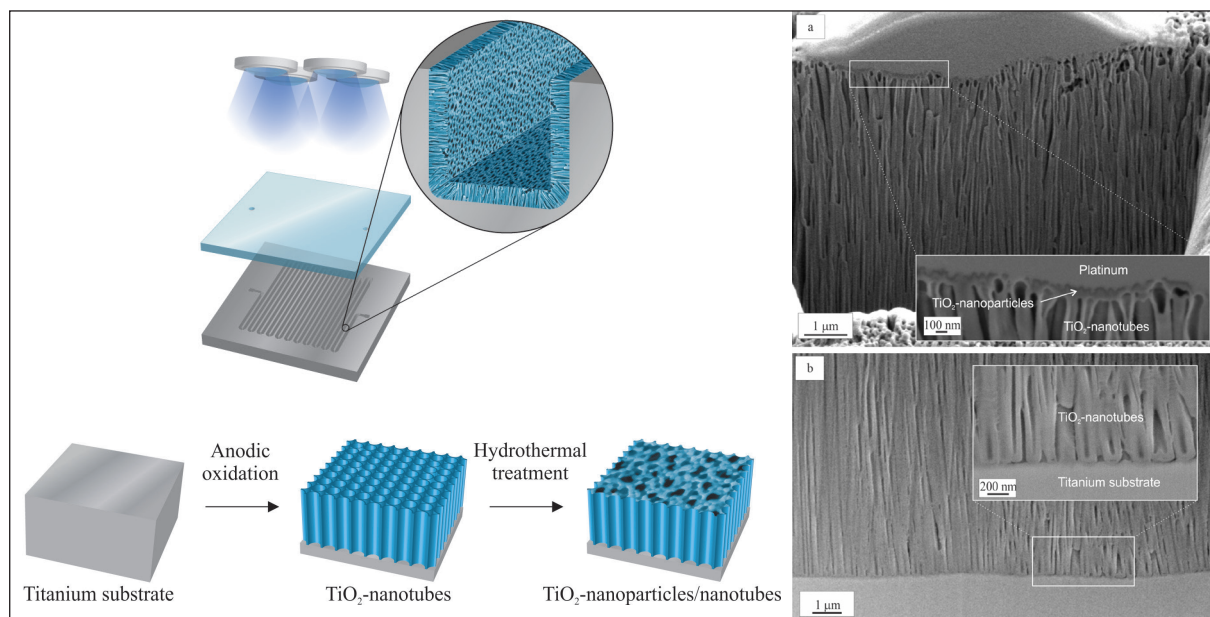 Anodic
oxidation
Hydrothermal
treatment
Titanium substrate
TiO₂-nanotubes
TiO₂-nanoparticles/nanotubes
a
Platinum
TiO₂-nanoparticles
TiO₂-nanotubes
1 μm
100 nm
b
TiO₂-nanotubes
200 nm
Titanium substrate
1 μm